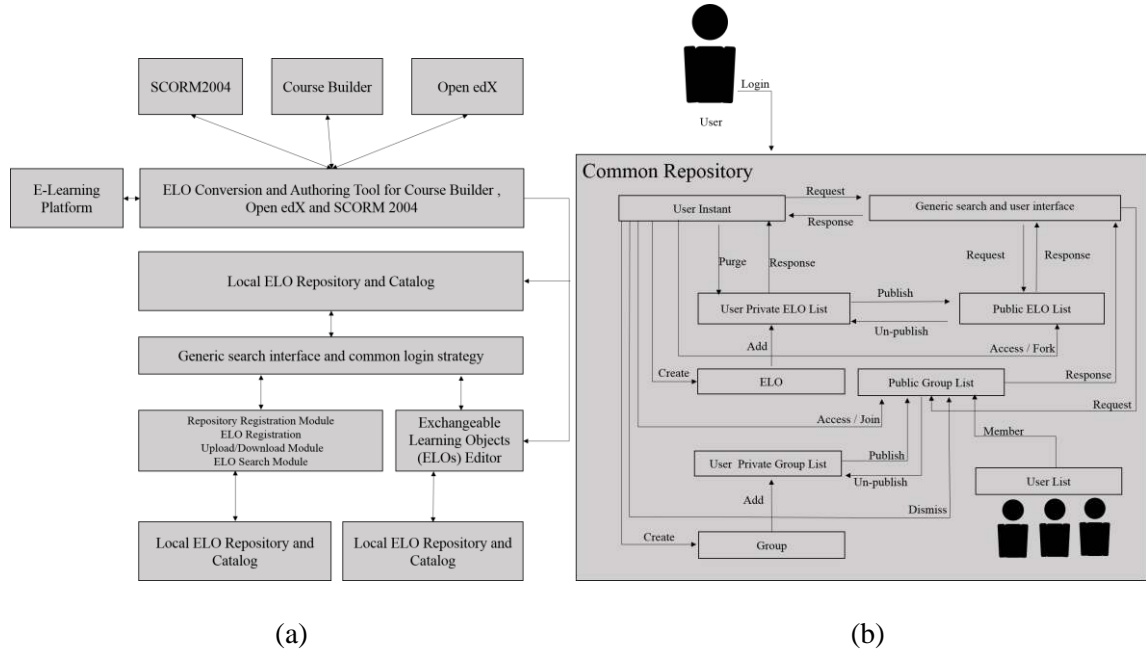 SCORM2004
Course Builder
Open edX
E-Learning
Platform
ELO Conversion and Authoring Tool for Course Builder ,
Open edX and SCORM 2004
Local ELO Repository and Catalog
Generic search interface and common login strategy
Repository Registration Module
ELO Registration
Upload/Download Module
ELO Search Module
Exchangeable
Learning Objects
(ELOs) Editor
Local ELO Repository and
Catalog
Local ELO Repository and
Catalog
(a)
Login
User
Common Repository
User Instant
Request
Response
Generic search and user interface
Purge
Response
Request
Response
User Private ELO List
Publish
Un-publish
Public ELO List
Add
Access / Fork
Create
ELO
Public Group List
Response
Access / Join
Request
Member
User Private Group List
Publish
Un-publish
User List
Add
Dismiss
Create
Group
(b)